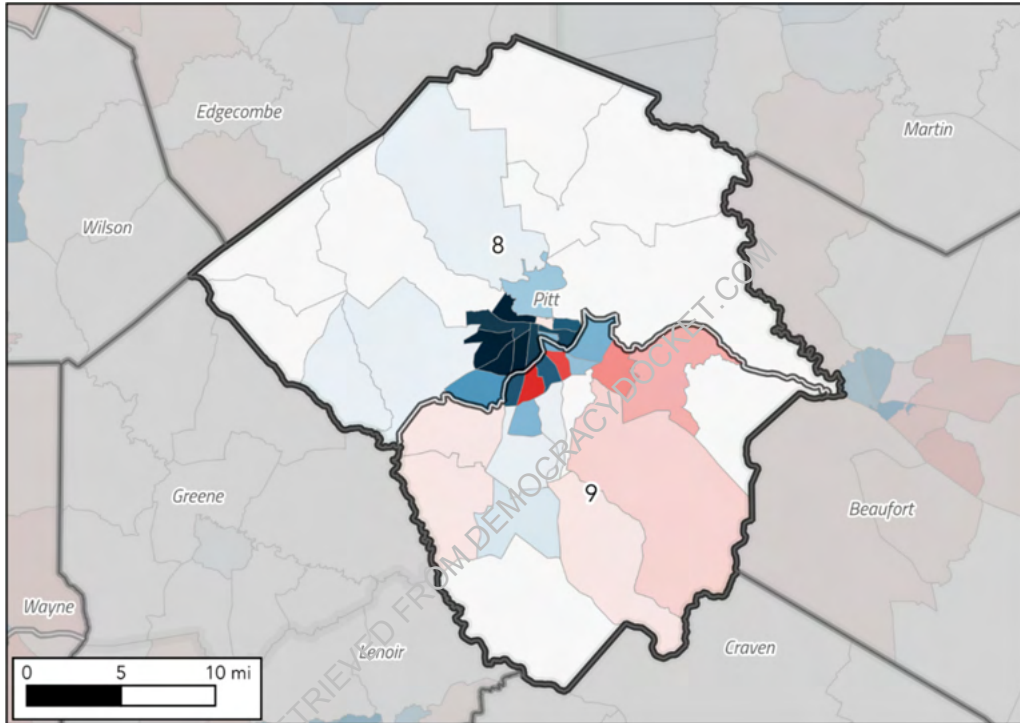 Edgecombe
Martin
Wilson
8
Pitt
Greene
9
Beaufort
Wayne
Lenoir
Craven
0 5 10 mi
RETRIEVED FROM DEMOCRACYDOCKET.COM